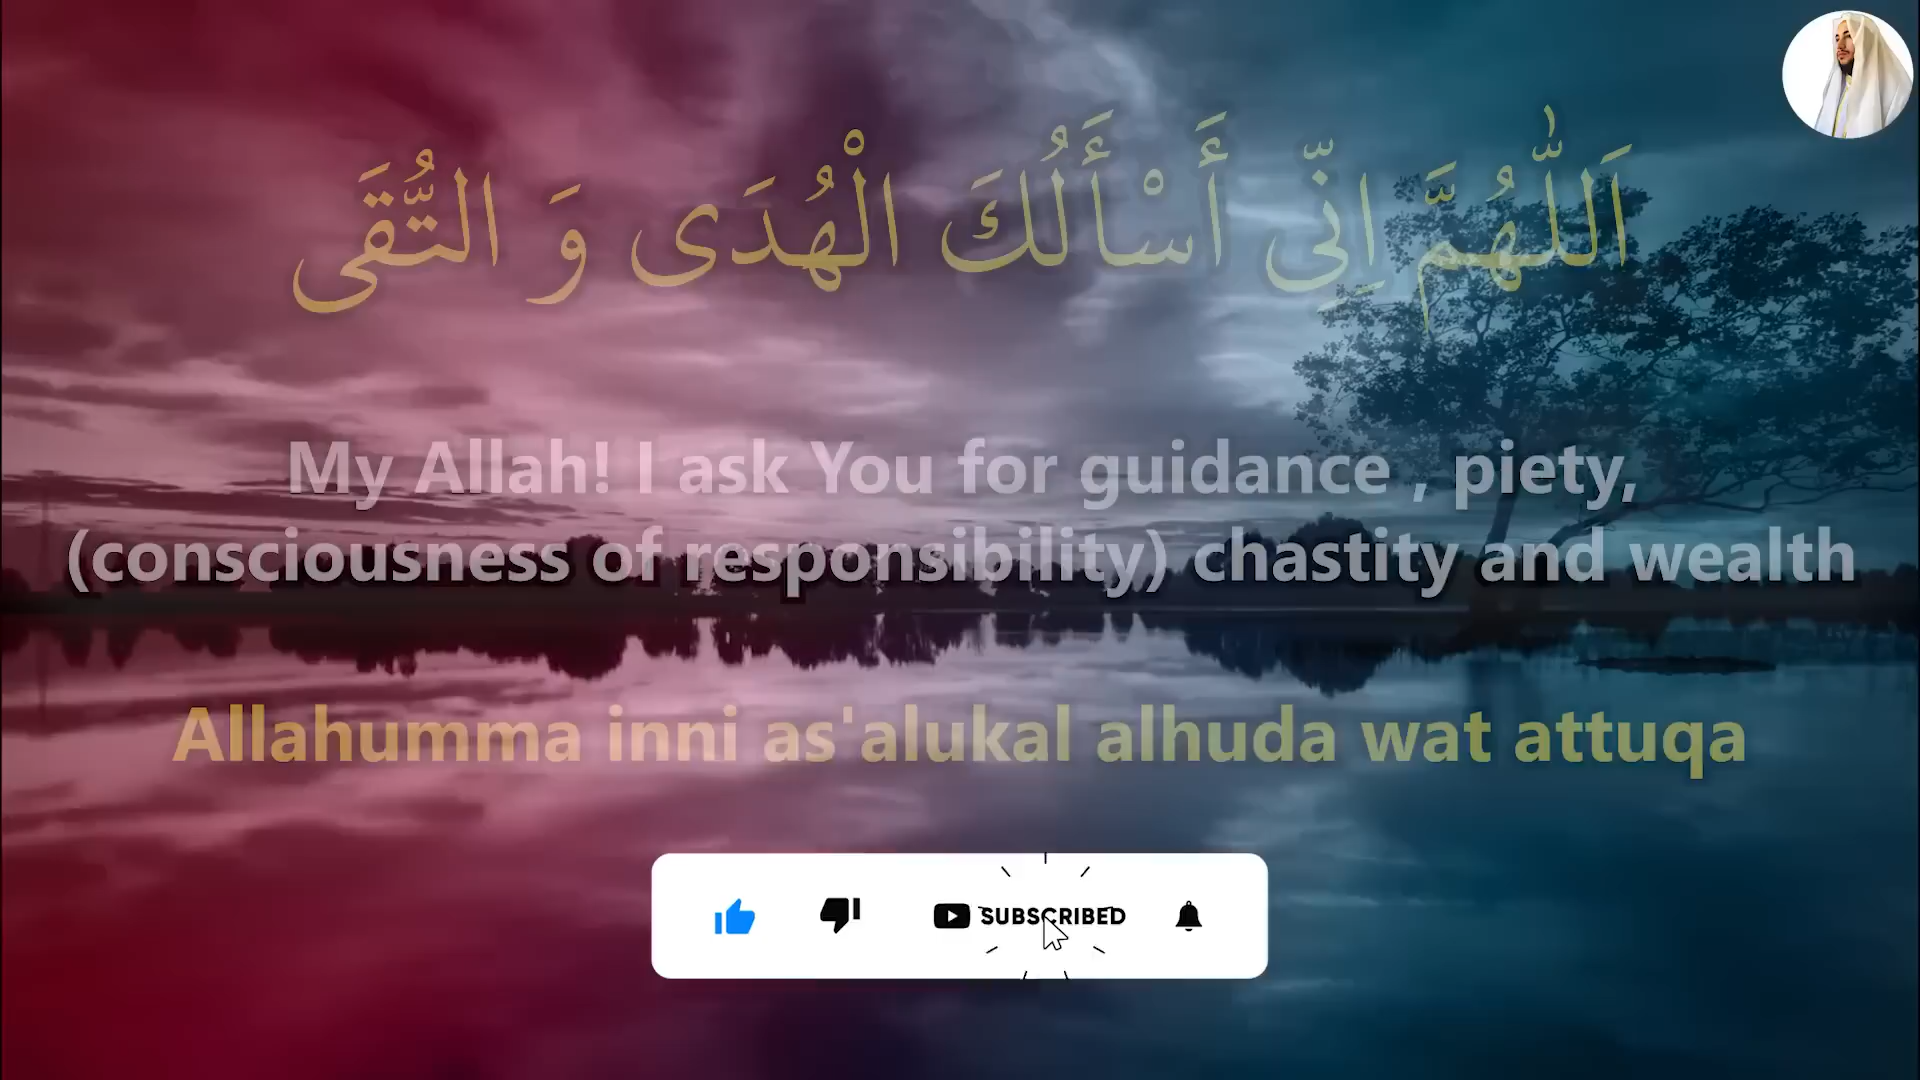 اَللّٰهُمَّ اِنِّى أَسْأَلُكَ الْهُدَى وَ التُّقَى
My Allah! I ask You for guidance , piety,
(consciousness of responsibility) chastity and wealth
Allahumma inni as'alukal alhuda wat attuqa
SUBSCRIBED